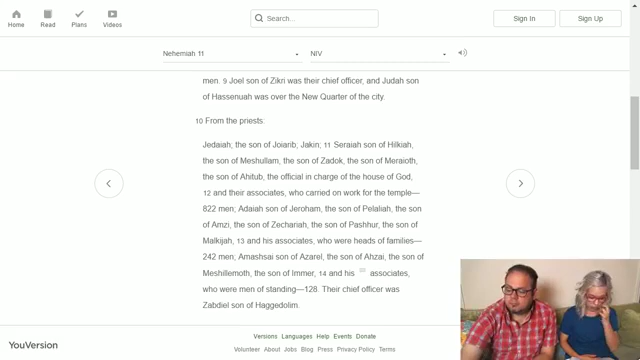 Home
Read
Plans
Videos
Search...
Sign In
Sign Up
Nehemiah 11
NIV
men. 9 Joel son of Zikri was their chief officer, and Judah son
of Hassenuah was over the New Quarter of the city.
10 From the priests:
Jedaiah; the son of Joiarib; Jakin; 11 Seraiah son of Hilkiah,
the son of Meshullam, the son of Zadok, the son of Meraioth,
the son of Ahitub, the official in charge of the house of God,
12 and their associates, who carried on work for the temple—
822 men; Adaiah son of Jeroham, the son of Pelaliah, the son
of Amzi, the son of Zechariah, the son of Pashhur, the son of
Malkijah, 13 and his associates, who were heads of families—
242 men; Amashsai son of Azarel, the son of Ahzai, the son of
Meshillemoth, the son of Immer, 14 and his associates,
who were men of standing—128. Their chief officer was
Zabdiel son of Haggedolim.
Versions Languages Help Events Donate
YouVersion
Volunteer About Jobs Blog Press Privacy Policy Terms